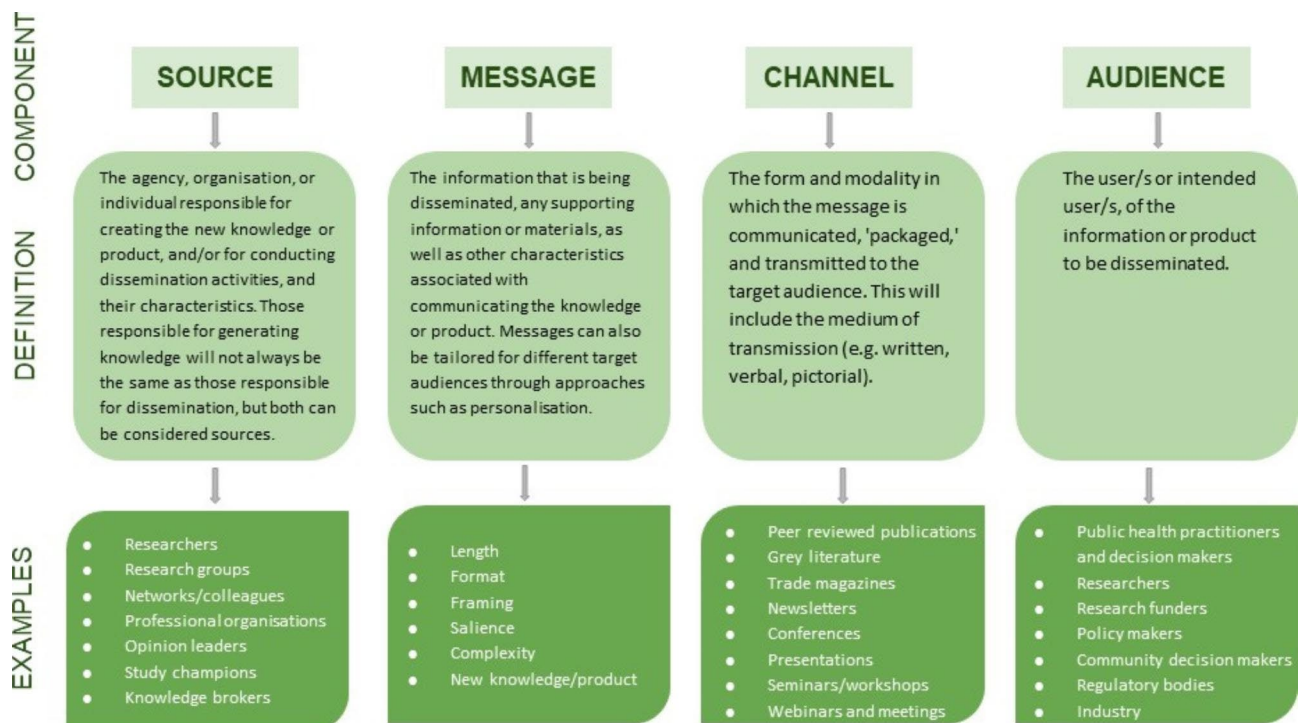 COMPONENT
SOURCE
MESSAGE
CHANNEL
AUDIENCE
DEFINITION
The agency, organisation, or
individual responsible for
creating the new knowledge or
product, and/or for conducting
dissemination activities, and
their characteristics. Those
responsible for generating
knowledge will not always be
the same as those responsible
for dissemination, but both can
be considered sources.
The information that is being
disseminated, any supporting
information or materials, as
well as other characteristics
associated with
communicating the knowledge
or product. Messages can also
be tailored for different target
audiences through approaches
such as personalisation.
The form and modality in
which the message is
communicated, 'packaged,'
and transmitted to the
target audience. This will
include the medium of
transmission (e.g. written,
verbal, pictorial).
The user/s or intended
user/s, of the
information or product
to be disseminated.
EXAMPLES
• Researchers
• Research groups
• Networks/colleagues
• Professional organisations
• Opinion leaders
• Study champions
• Knowledge brokers
• Length
• Format
• Framing
• Salience
• Complexity
• New knowledge/product
• Peer reviewed publications
• Grey literature
• Trade magazines
• Newsletters
• Conferences
• Presentations
• Seminars/workshops
• Webinars and meetings
• Public health practitioners
and decision makers
• Researchers
• Research funders
• Policy makers
• Community decision makers
• Regulatory bodies
• Industry